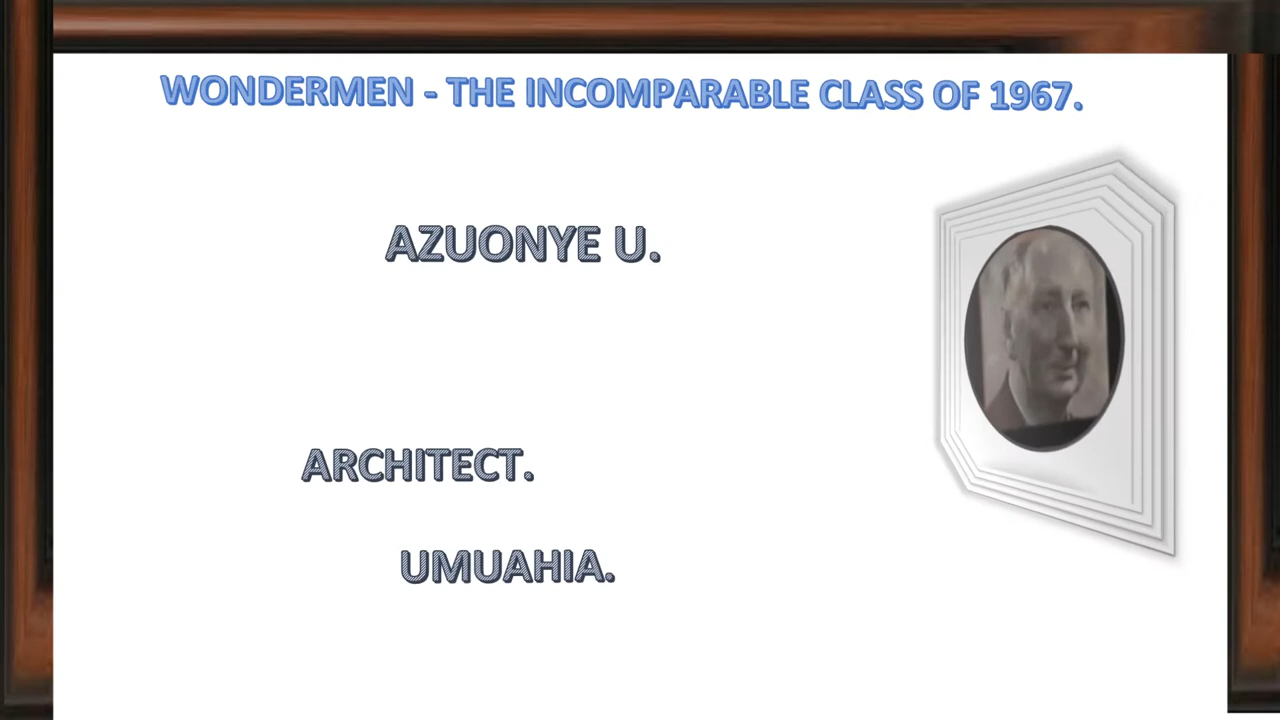 WONDERMEN - THE INCOMPARABLE CLASS OF 1967.
AZUONYE U.
ARCHITECT.
UMUAHIA.